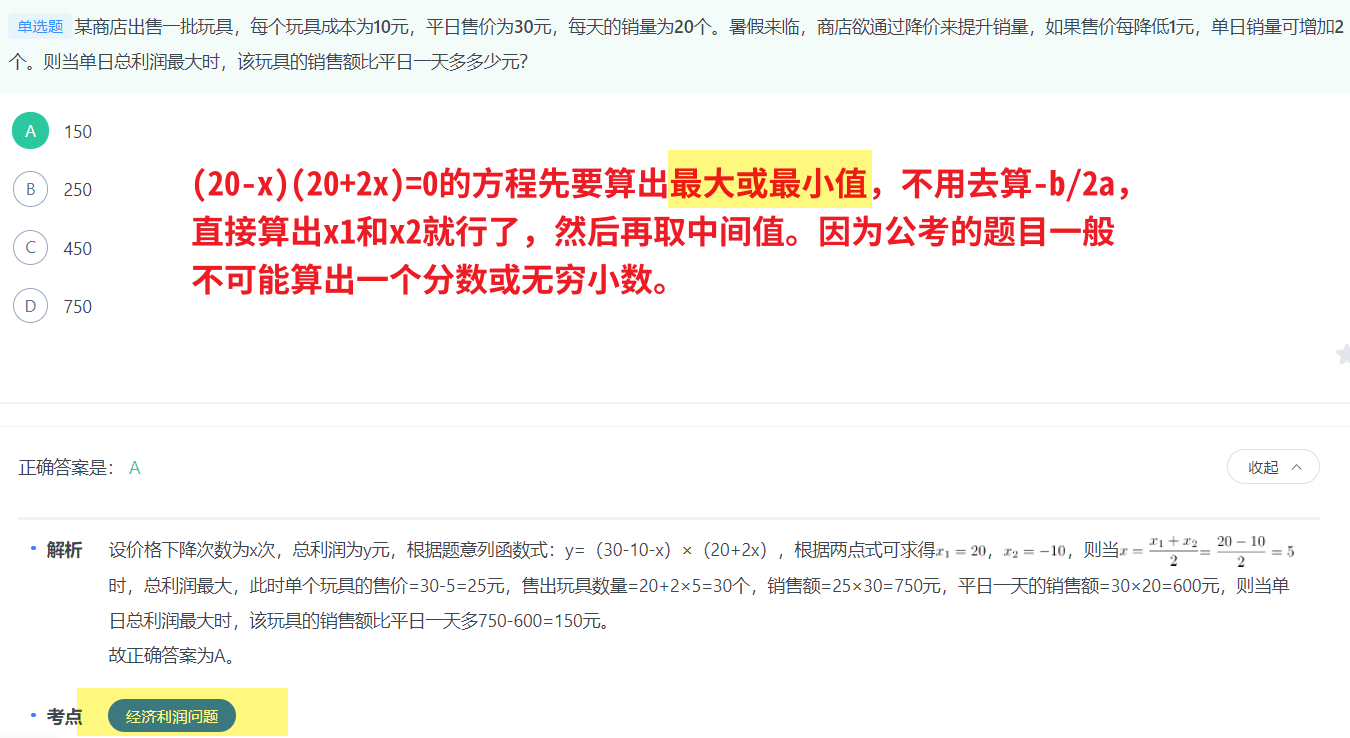 单选题 某商店出售一批玩具，每个玩具成本为10元，平日售价为30元，每天的销量为20个。暑假来临，商店欲通过降价来提升销量，如果售价每降低1元，单日销量可增加2
个。则当单日总利润最大时，该玩具的销售额比平日一天多多少元?
A 150
B 250
C 450
D 750
(20-x)(20+2x)=0的方程先要算出最大或最小值，不用去算-b/2a，
直接算出x1和x2就行了，然后再取中间值。因为公考的题目一般
不可能算出一个分数或无穷小数。
正确答案是： A
收起
解析 设价格下降次数为x次，总利润为y元，根据题意列函数式：y=（30-10-x）×（20+2x），根据两点式可求得x₁ = 20，x₂ = −10，则当x = (x₁ + x₂)/2 = (20 − 10)/2 = 5
时，总利润最大，此时单个玩具的售价=30-5=25元，售出玩具数量=20+2×5=30个，销售额=25×30=750元，平日一天的销售额=30×20=600元，则当单
日总利润最大时，该玩具的销售额比平日一天多750-600=150元。
故正确答案为A。
考点 经济利润问题